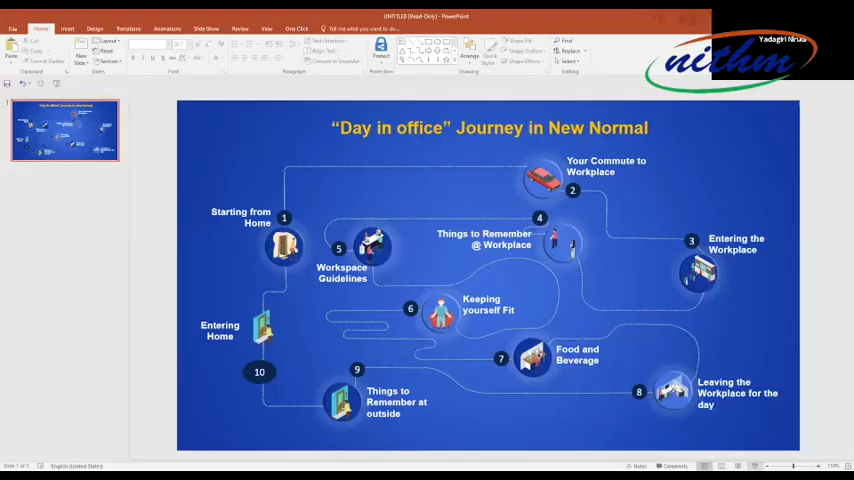 UNTITLED [Read-Only] - PowerPoint
File
Home
Insert
Design
Transitions
Animations
Slide Show
Review
View
One Click
Tell me what you want to do...
Cut
Copy
Format Painter
Paste
Clipboard
New
Slide
Layout
Reset
Section
Slides
Font
Paragraph
Text Direction
Align Text
Convert to SmartArt
Protect
Protection
Arrange
Quick
Styles
Shape Fill
Shape Outline
Shape Effects
Drawing
Find
Replace
Select
Editing
nithm
1
"Day in office" Journey in New Normal
1
Starting from
Home
2
Your Commute to
Workplace
3
Entering the
Workplace
4
Things to Remember
@ Workplace
5
Workspace
Guidelines
6
Keeping
yourself Fit
7
Food and
Beverage
8
Leaving the
Workplace for the
day
9
Things to
Remember at
outside
10
Entering
Home
Slide 1 of 1
English (United States)
Notes
Comments
110%